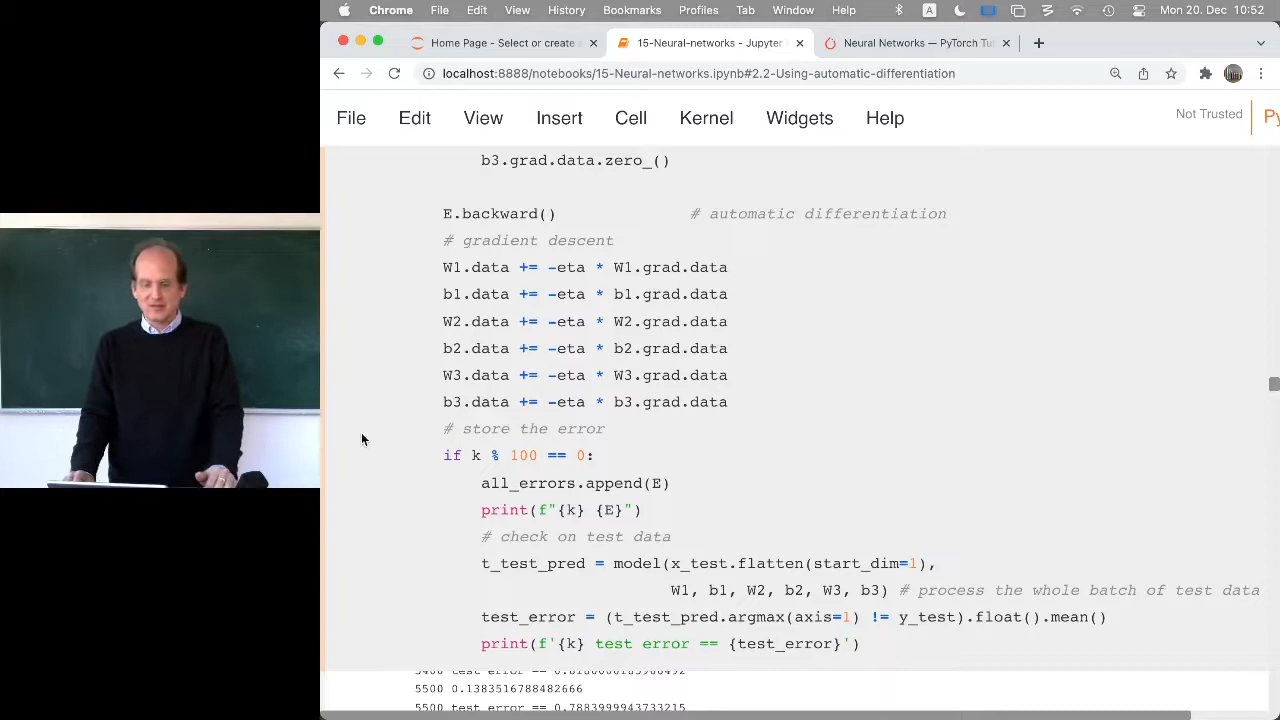 Chrome File Edit View History Bookmarks Profiles Tab Window Help A Mon 20. Dec 10:52
Home Page - Select or create a 15-Neural-networks - Jupyter Neural Networks — PyTorch Tut
localhost:8888/notebooks/15-Neural-networks.ipynb#2.2-Using-automatic-differentiation
File Edit View Insert Cell Kernel Widgets Help Not Trusted Py
b3.grad.data.zero_()
E.backward() # automatic differentiation
# gradient descent
W1.data += -eta * W1.grad.data
b1.data += -eta * b1.grad.data
W2.data += -eta * W2.grad.data
b2.data += -eta * b2.grad.data
W3.data += -eta * W3.grad.data
b3.data += -eta * b3.grad.data
# store the error
if k % 100 == 0:
all_errors.append(E)
print(f"{k} {E}")
# check on test data
t_test_pred = model(x_test.flatten(start_dim=1),
W1, b1, W2, b2, W3, b3) # process the whole batch of test data
test_error = (t_test_pred.argmax(axis=1) != y_test).float().mean()
print(f'{k} test error == {test_error}')
5500 0.1383516788482666
5500 test error == 0.7883999943733215